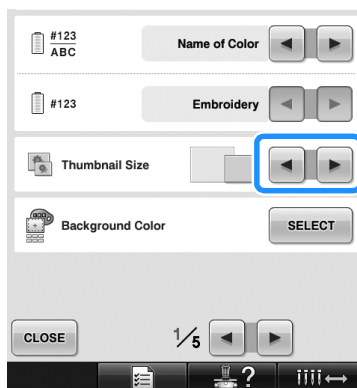 #123
ABC
Name of Color
#123
Embroidery
Thumbnail Size
Background Color
SELECT
CLOSE
1/5
?